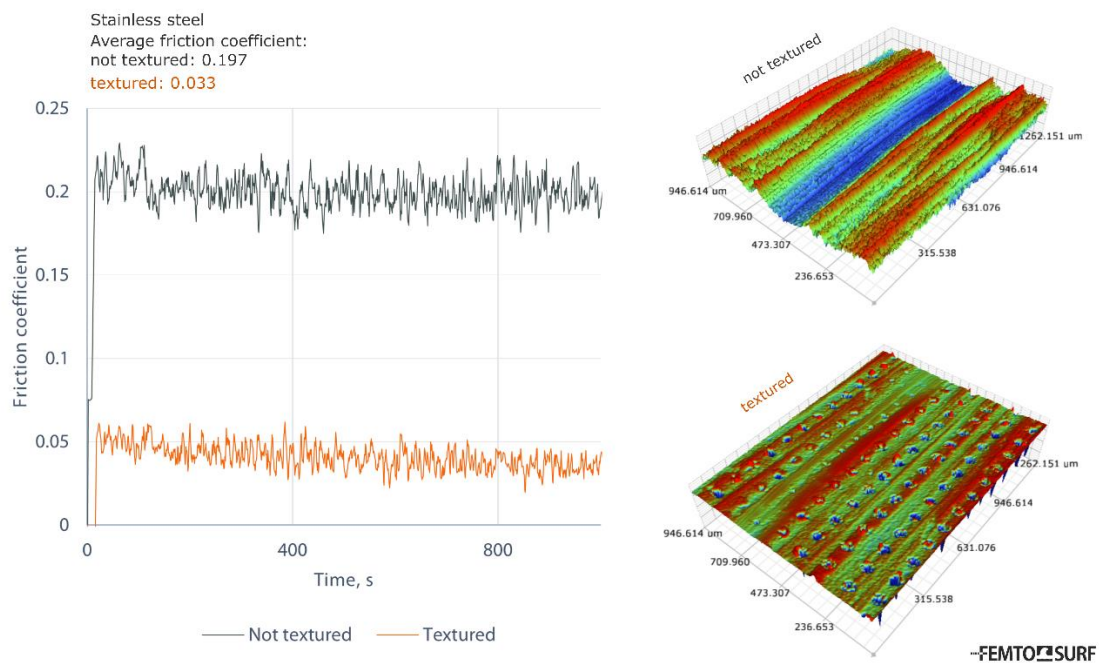 Stainless steel
Average friction coefficient:
not textured: 0.197
textured: 0.033
0.25
0.2
0.15
0.1
0.05
0
Friction coefficient
0
400
800
Time, s
Not textured
Textured
not textured
1262.151 um
946.614
631.076
315.538
946.614 um
709.960
473.307
236.653
textured
1262.151 um
946.614
631.076
315.538
946.614 um
709.960
473.307
236.653
FEMTO SURF